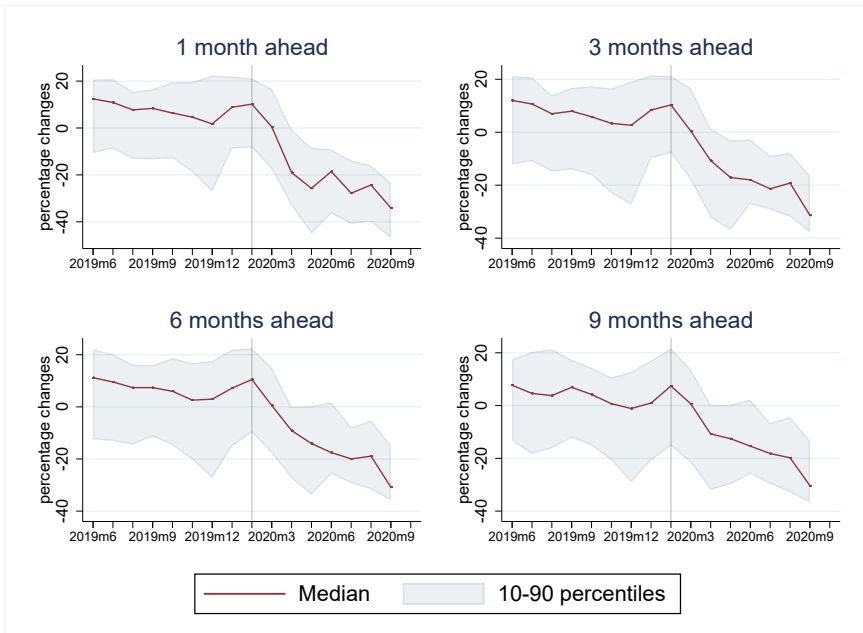 1 month ahead
percentage changes
20
0
-20
-40
2019m6 2019m9 2019m12 2020m3 2020m6 2020m9
3 months ahead
percentage changes
20
0
-20
-40
2019m6 2019m9 2019m12 2020m3 2020m6 2020m9
6 months ahead
percentage changes
20
0
-20
-40
2019m6 2019m9 2019m12 2020m3 2020m6 2020m9
9 months ahead
percentage changes
20
0
-20
-40
2019m6 2019m9 2019m12 2020m3 2020m6 2020m9
Median 10-90 percentiles